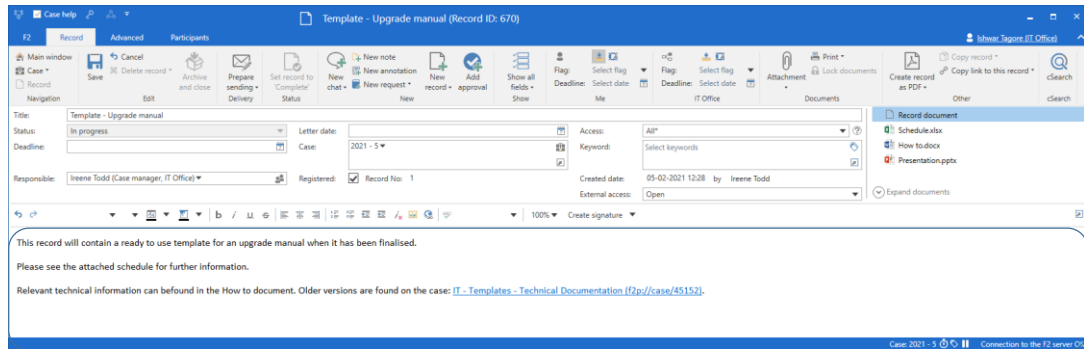 Case help
Template - Upgrade manual (Record ID: 670)
F2 Record Advanced Participants Ishwar Tagore (IT Office)
Main window
Case
Record
Navigation
Save
Cancel
Delete record
Archive and close
Edit
Prepare sending
Delivery
Set record to 'Complete'
Status
New chat
New note
New annotation
New request
New record
Add approval
New
Show all fields
Show
Flag: Select flag
Deadline: Select date
Me
Flag: Select flag
Deadline: Select date
IT Office
Attachment
Print
Lock documents
Documents
Create record as PDF
Copy record
Copy link to this record
Other
cSearch
cSearch
Title: Template - Upgrade manual
Status: In progress Letter date: Access: All*
Deadline: Case: 2021 - 5 Keyword: Select keywords
Responsible: Ireene Todd (Case manager, IT Office) Registered: Record No: 1 Created date: 05-02-2021 12:28 by Ireene Todd
External access: Open
Record document
Schedule.xlsx
How to.docx
Presentation.pptx
Expand documents
b i u 100% Create signature
This record will contain a ready to use template for an upgrade manual when it has been finalised.
Please see the attached schedule for further information.
Relevant technical information can befound in the How to document. Older versions are found on the case: IT - Templates - Technical Documentation (f2p://case/45152).
Case: 2021 - 5 Connection to the F2 server OK